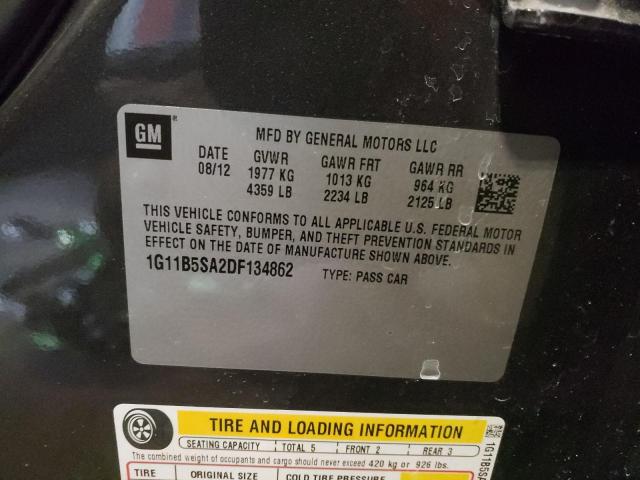 GM
MFD BY GENERAL MOTORS LLC
DATE GVWR GAWR FRT GAWR RR
08/12 1977 KG 1013 KG 964 KG
4359 LB 2234 LB 2125 LB
THIS VEHICLE CONFORMS TO ALL APPLICABLE U.S. FEDERAL MOTOR
VEHICLE SAFETY, BUMPER, AND THEFT PREVENTION STANDARDS IN
EFFECT ON THE DATE OF MANUFACTURE SHOWN ABOVE.
1G11B5SA2DF134862 TYPE: PASS CAR
TIRE AND LOADING INFORMATION
SEATING CAPACITY TOTAL 5 FRONT 2 REAR 3
The combined weight of occupants and cargo should never exceed 420 kg or 926 lbs.
TIRE ORIGINAL SIZE COLD TIRE PRESSURE
1G11B5SA